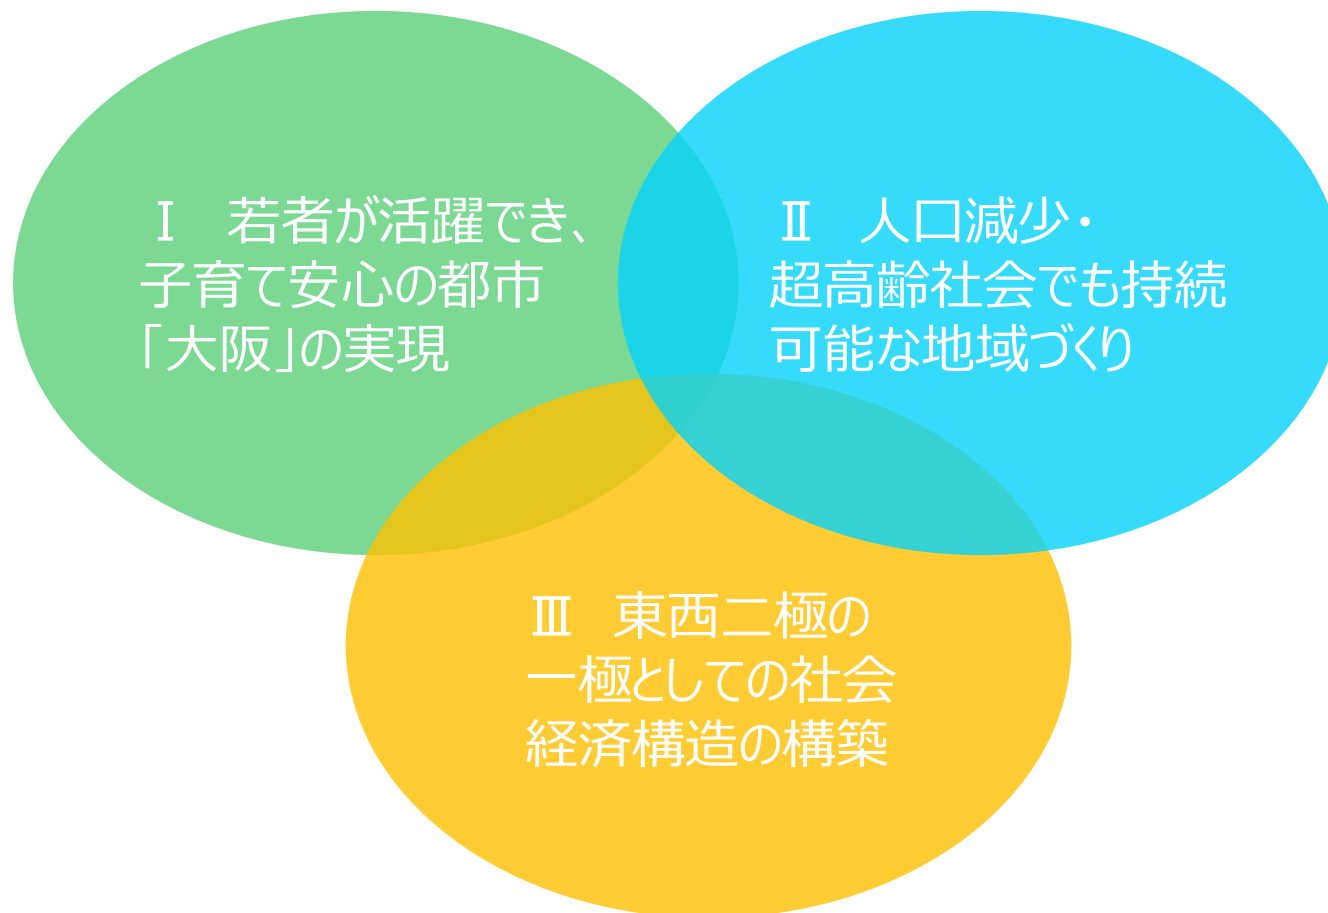 Ⅰ　若者が活躍でき、
子育て安心の都市
「大阪」の実現
Ⅱ　人口減少・
超高齢社会でも持続
可能な地域づくり
Ⅲ　東西二極の
一極としての社会
経済構造の構築